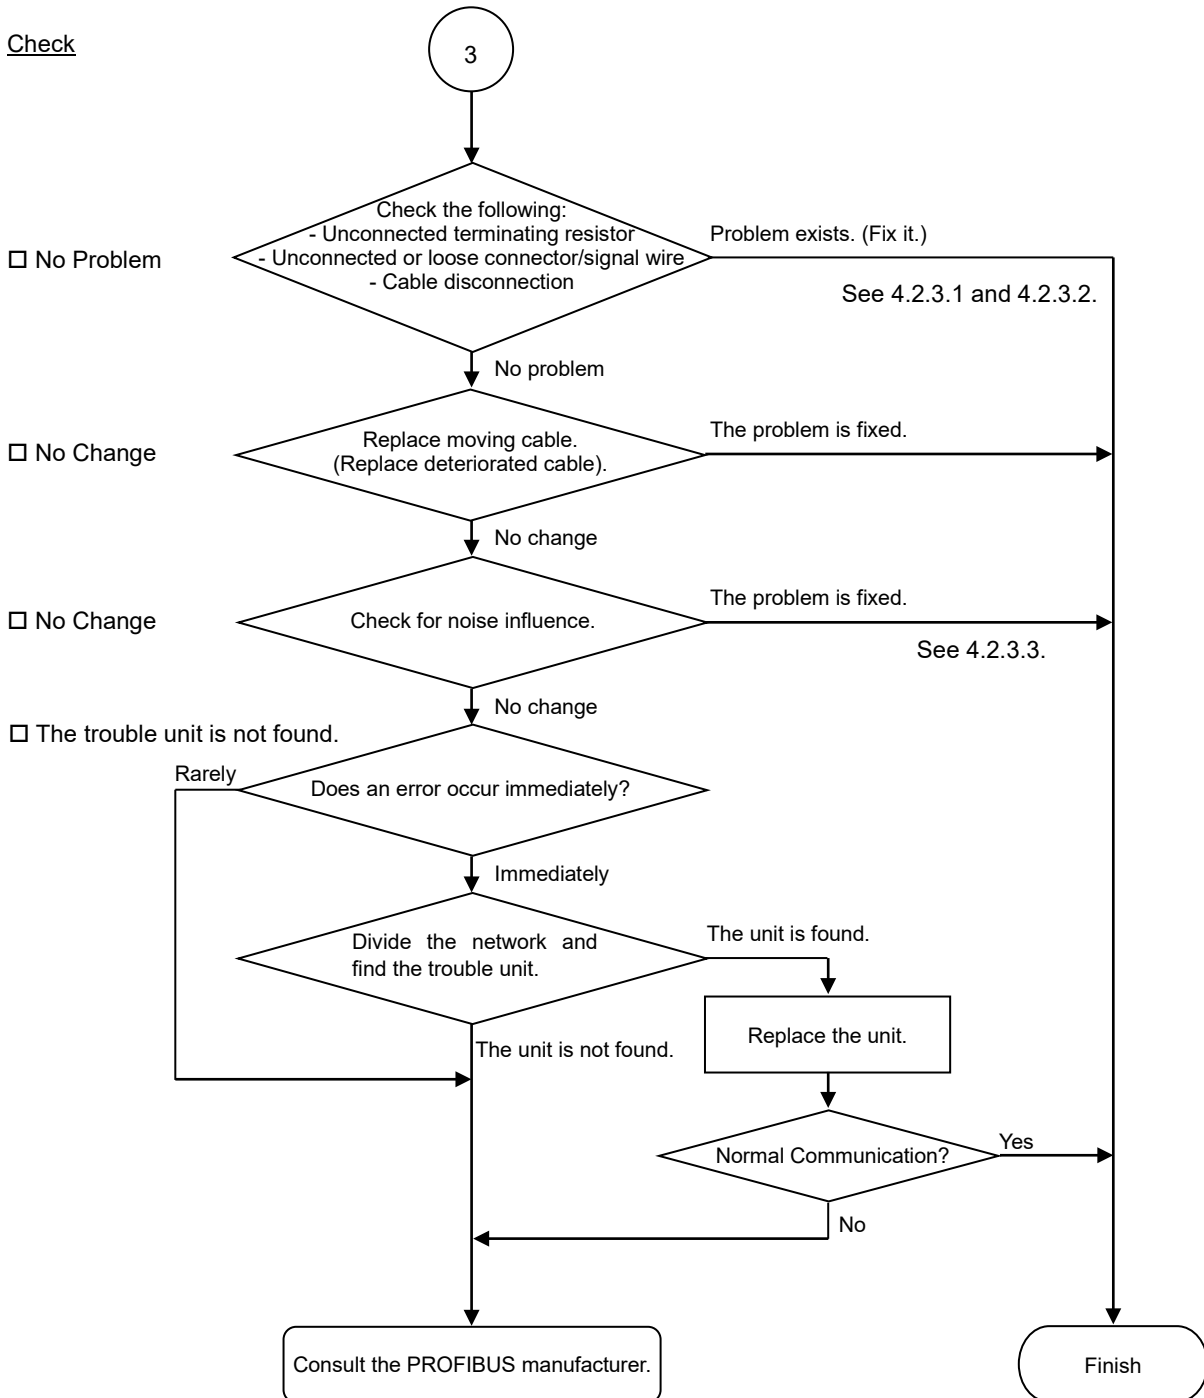 Check
3
Check the following:
- Unconnected terminating resistor
- Unconnected or loose connector/signal wire
- Cable disconnection
Problem exists. (Fix it.)
☐ No Problem
See 4.2.3.1 and 4.2.3.2.
No problem
Replace moving cable.
(Replace deteriorated cable).
The problem is fixed.
☐ No Change
No change
Check for noise influence.
The problem is fixed.
☐ No Change
See 4.2.3.3.
No change
☐ The trouble unit is not found.
Rarely
Does an error occur immediately?
Immediately
Divide the network and
find the trouble unit.
The unit is found.
Replace the unit.
The unit is not found.
Normal Communication?
Yes
No
Consult the PROFIBUS manufacturer.
Finish